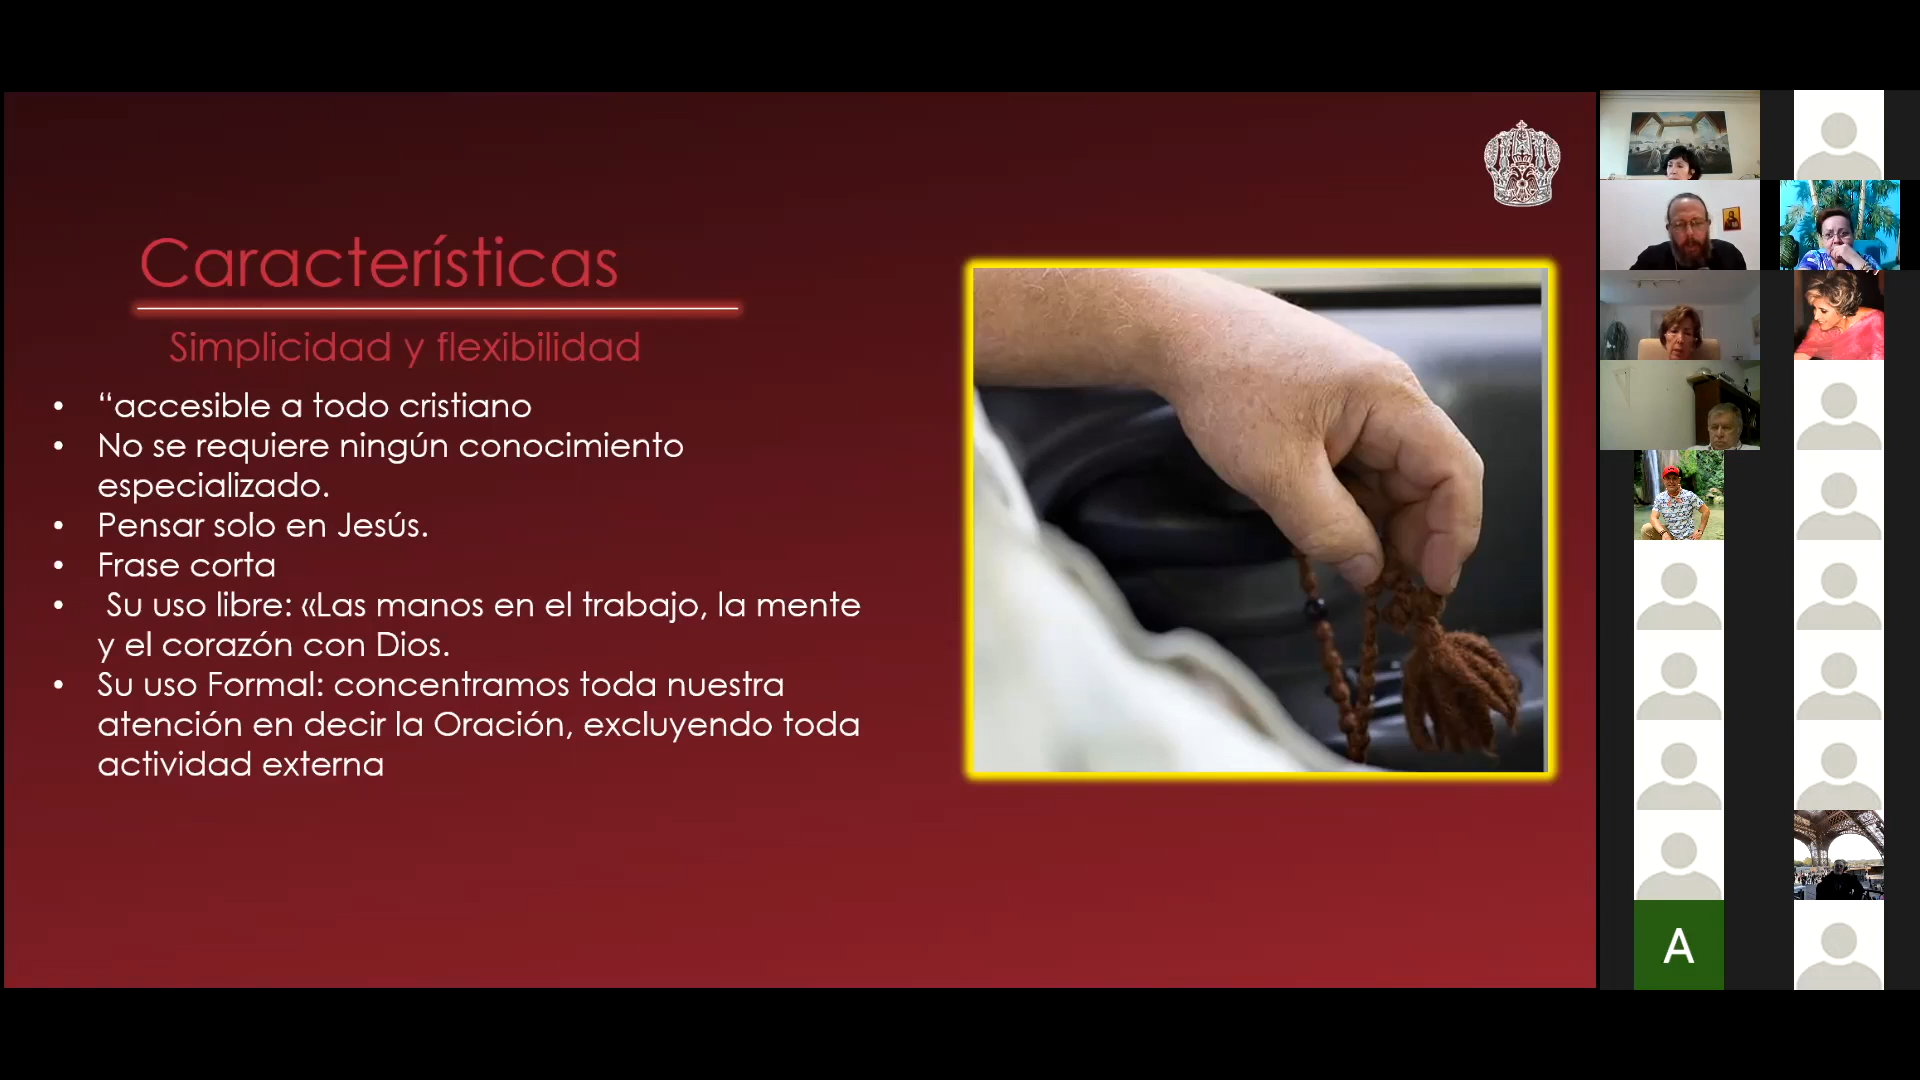 Características
Simplicidad y flexibilidad
• “accesible a todo cristiano
• No se requiere ningún conocimiento
especializado.
• Pensar solo en Jesús.
• Frase corta
• Su uso libre: «Las manos en el trabajo, la mente
y el corazón con Dios.
• Su uso Formal: concentramos toda nuestra
atención en decir la Oración, excluyendo toda
actividad externa
A